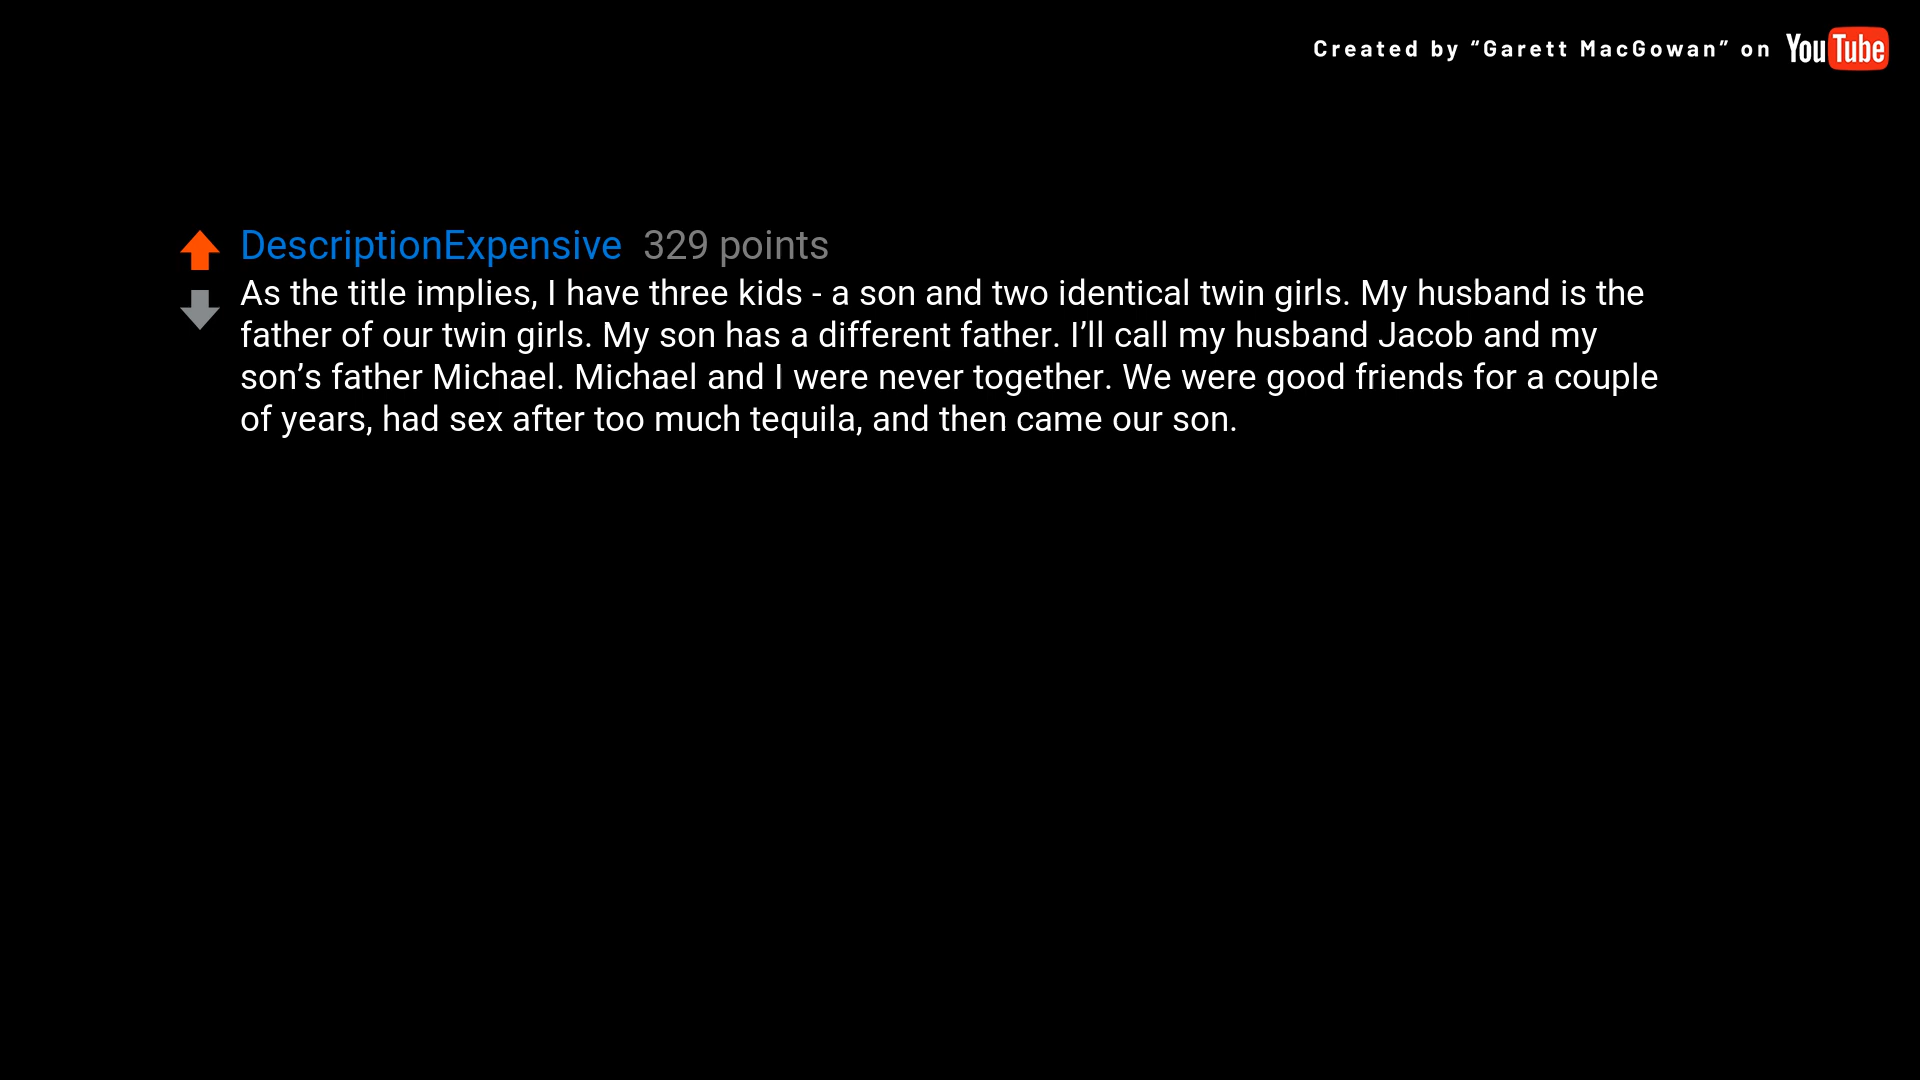 Created by “Garett MacGowan” on YouTube
DescriptionExpensive 329 points
As the title implies, I have three kids - a son and two identical twin girls. My husband is the
father of our twin girls. My son has a different father. I’ll call my husband Jacob and my
son’s father Michael. Michael and I were never together. We were good friends for a couple
of years, had sex after too much tequila, and then came our son.